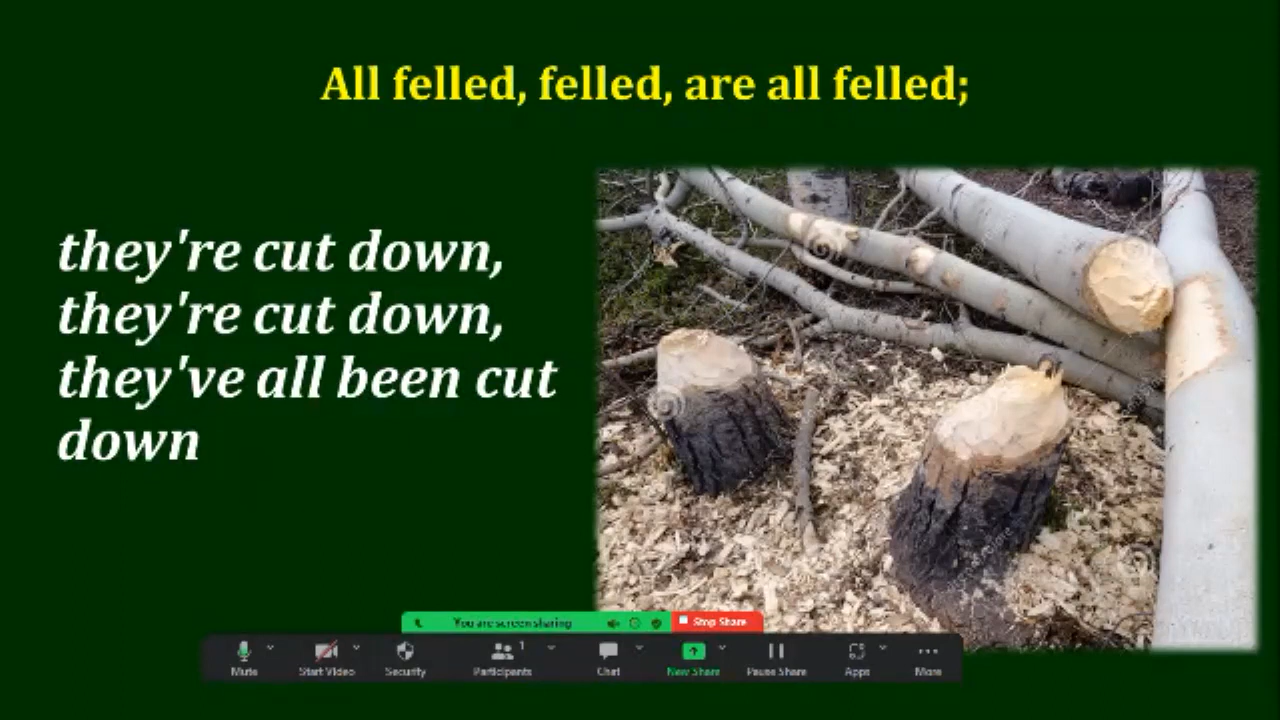 All felled, felled, are all felled;
they're cut down,
they're cut down,
they've all been cut
down
You are screen sharing
Stop Share
Mute
Start Video
Security
1
Participants
Chat
New Share
Pause Share
Apps
More